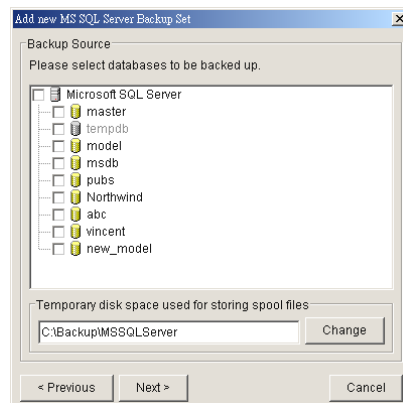 Add new MS SQL Server Backup Set
Backup Source
Please select databases to be backed up.
Microsoft SQL Server
master
tempdb
model
msdb
pubs
Northwind
abc
vincent
new_model
Temporary disk space used for storing spool files
C:\Backup\MSSQLServer
Change
< Previous
Next >
Cancel